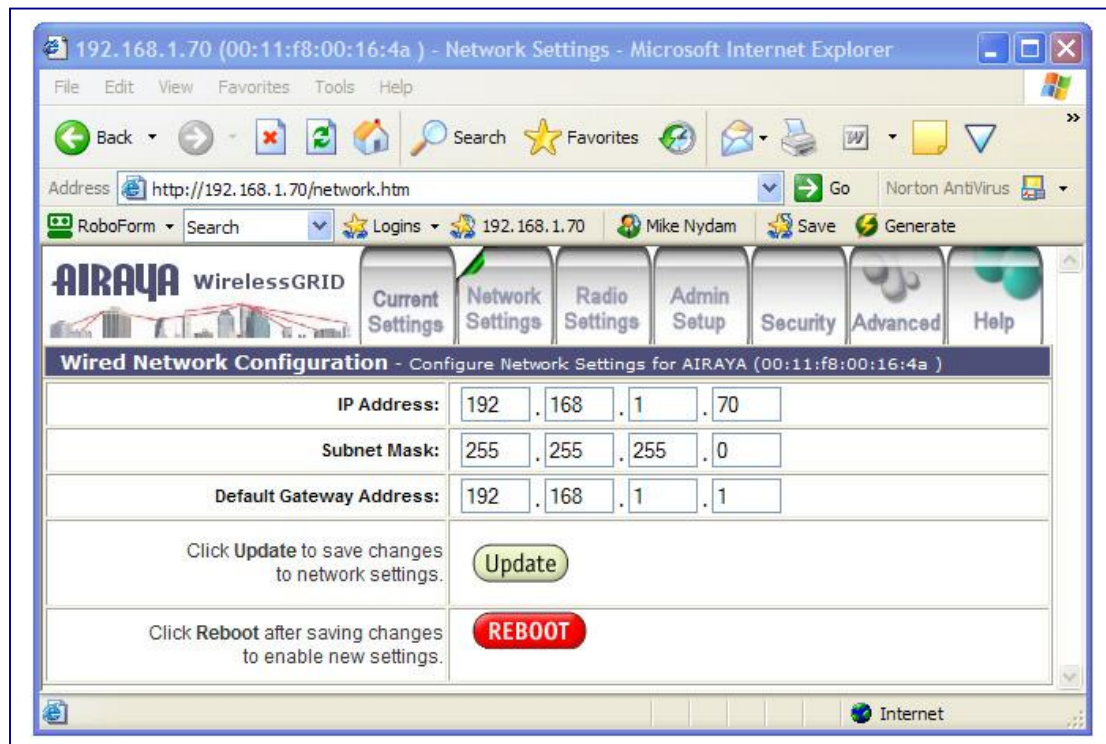 192.168.1.70 (00:11:f8:00:16:4a ) - Network Settings - Microsoft Internet Explorer
File Edit View Favorites Tools Help
Back Search Favorites
Address http://192.168.1.70/network.htm Go Norton AntiVirus
RoboForm Search Logins 192.168.1.70 Mike Nydam Save Generate
AIRAYA WirelessGRID
Current Settings
Network Settings
Radio Settings
Admin Setup
Security
Advanced
Help
Wired Network Configuration - Configure Network Settings for AIRAYA (00:11:f8:00:16:4a )
IP Address: 192 . 168 . 1 . 70
Subnet Mask: 255 . 255 . 255 . 0
Default Gateway Address: 192 . 168 . 1 . 1
Click Update to save changes
to network settings.
Update
Click Reboot after saving changes
to enable new settings.
REBOOT
Internet